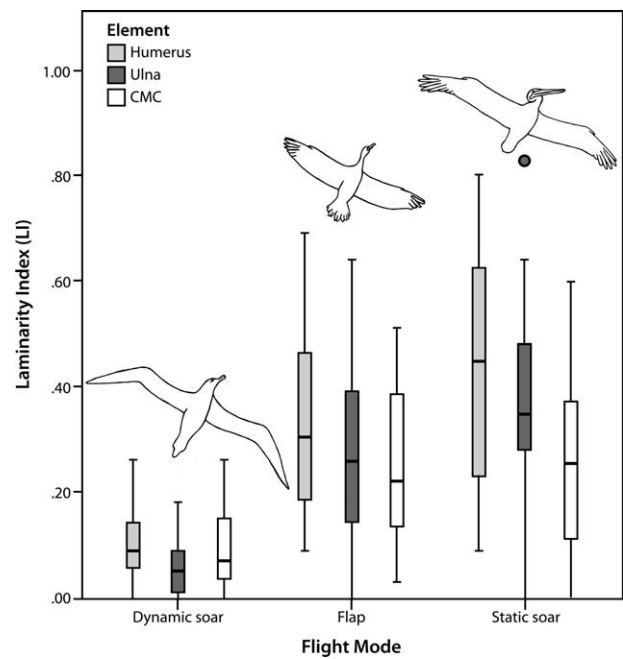 Element
Humerus
Ulna
CMC
1.00
.80
.60
.40
.20
.00
Laminarity Index (LI)
Dynamic soar
Flap
Static soar
Flight Mode